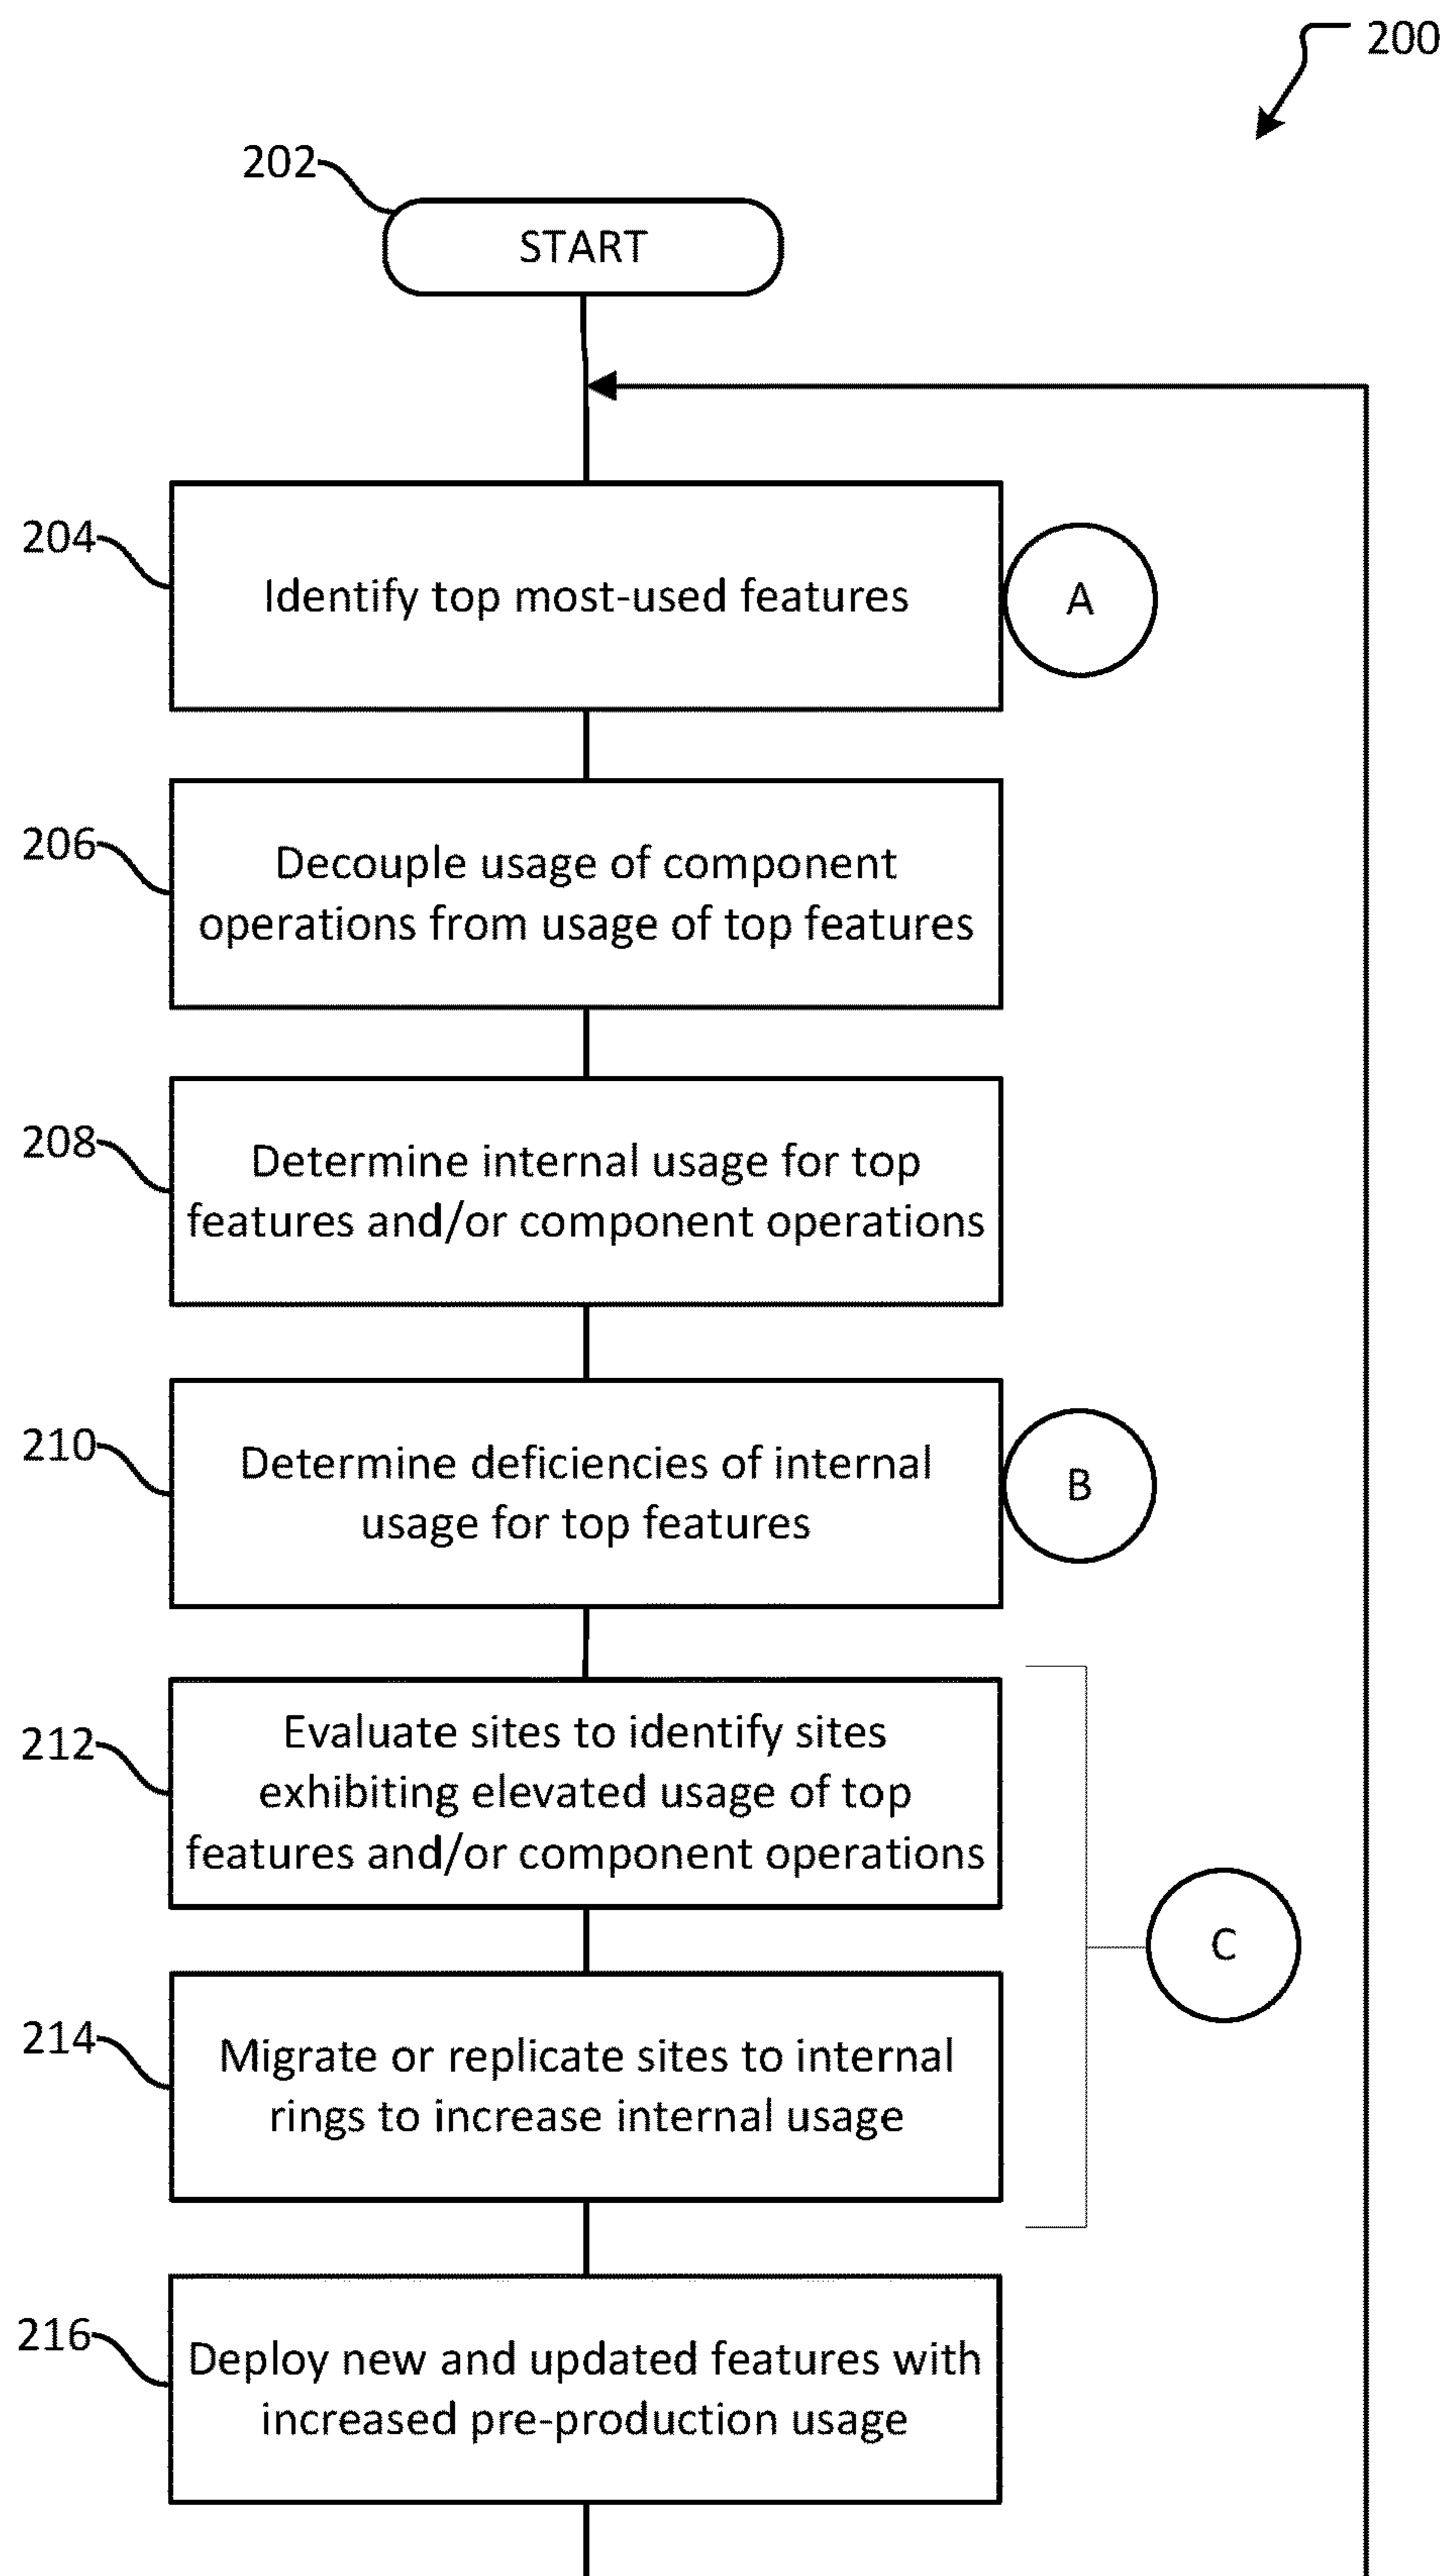 200
202
START
204
Identify top most-used features
A
206
Decouple usage of component
operations from usage of top features
208
Determine internal usage for top
features and/or component operations
210
Determine deficiencies of internal
usage for top features
B
212
Evaluate sites to identify sites
exhibiting elevated usage of top
features and/or component operations
C
214
Migrate or replicate sites to internal
rings to increase internal usage
216
Deploy new and updated features with
increased pre-production usage